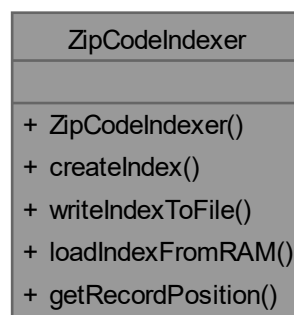 ZipCodeIndexer
+ ZipCodeIndexer()
+ createIndex()
+ writeIndexToFile()
+ loadIndexFromRAM()
+ getRecordPosition()